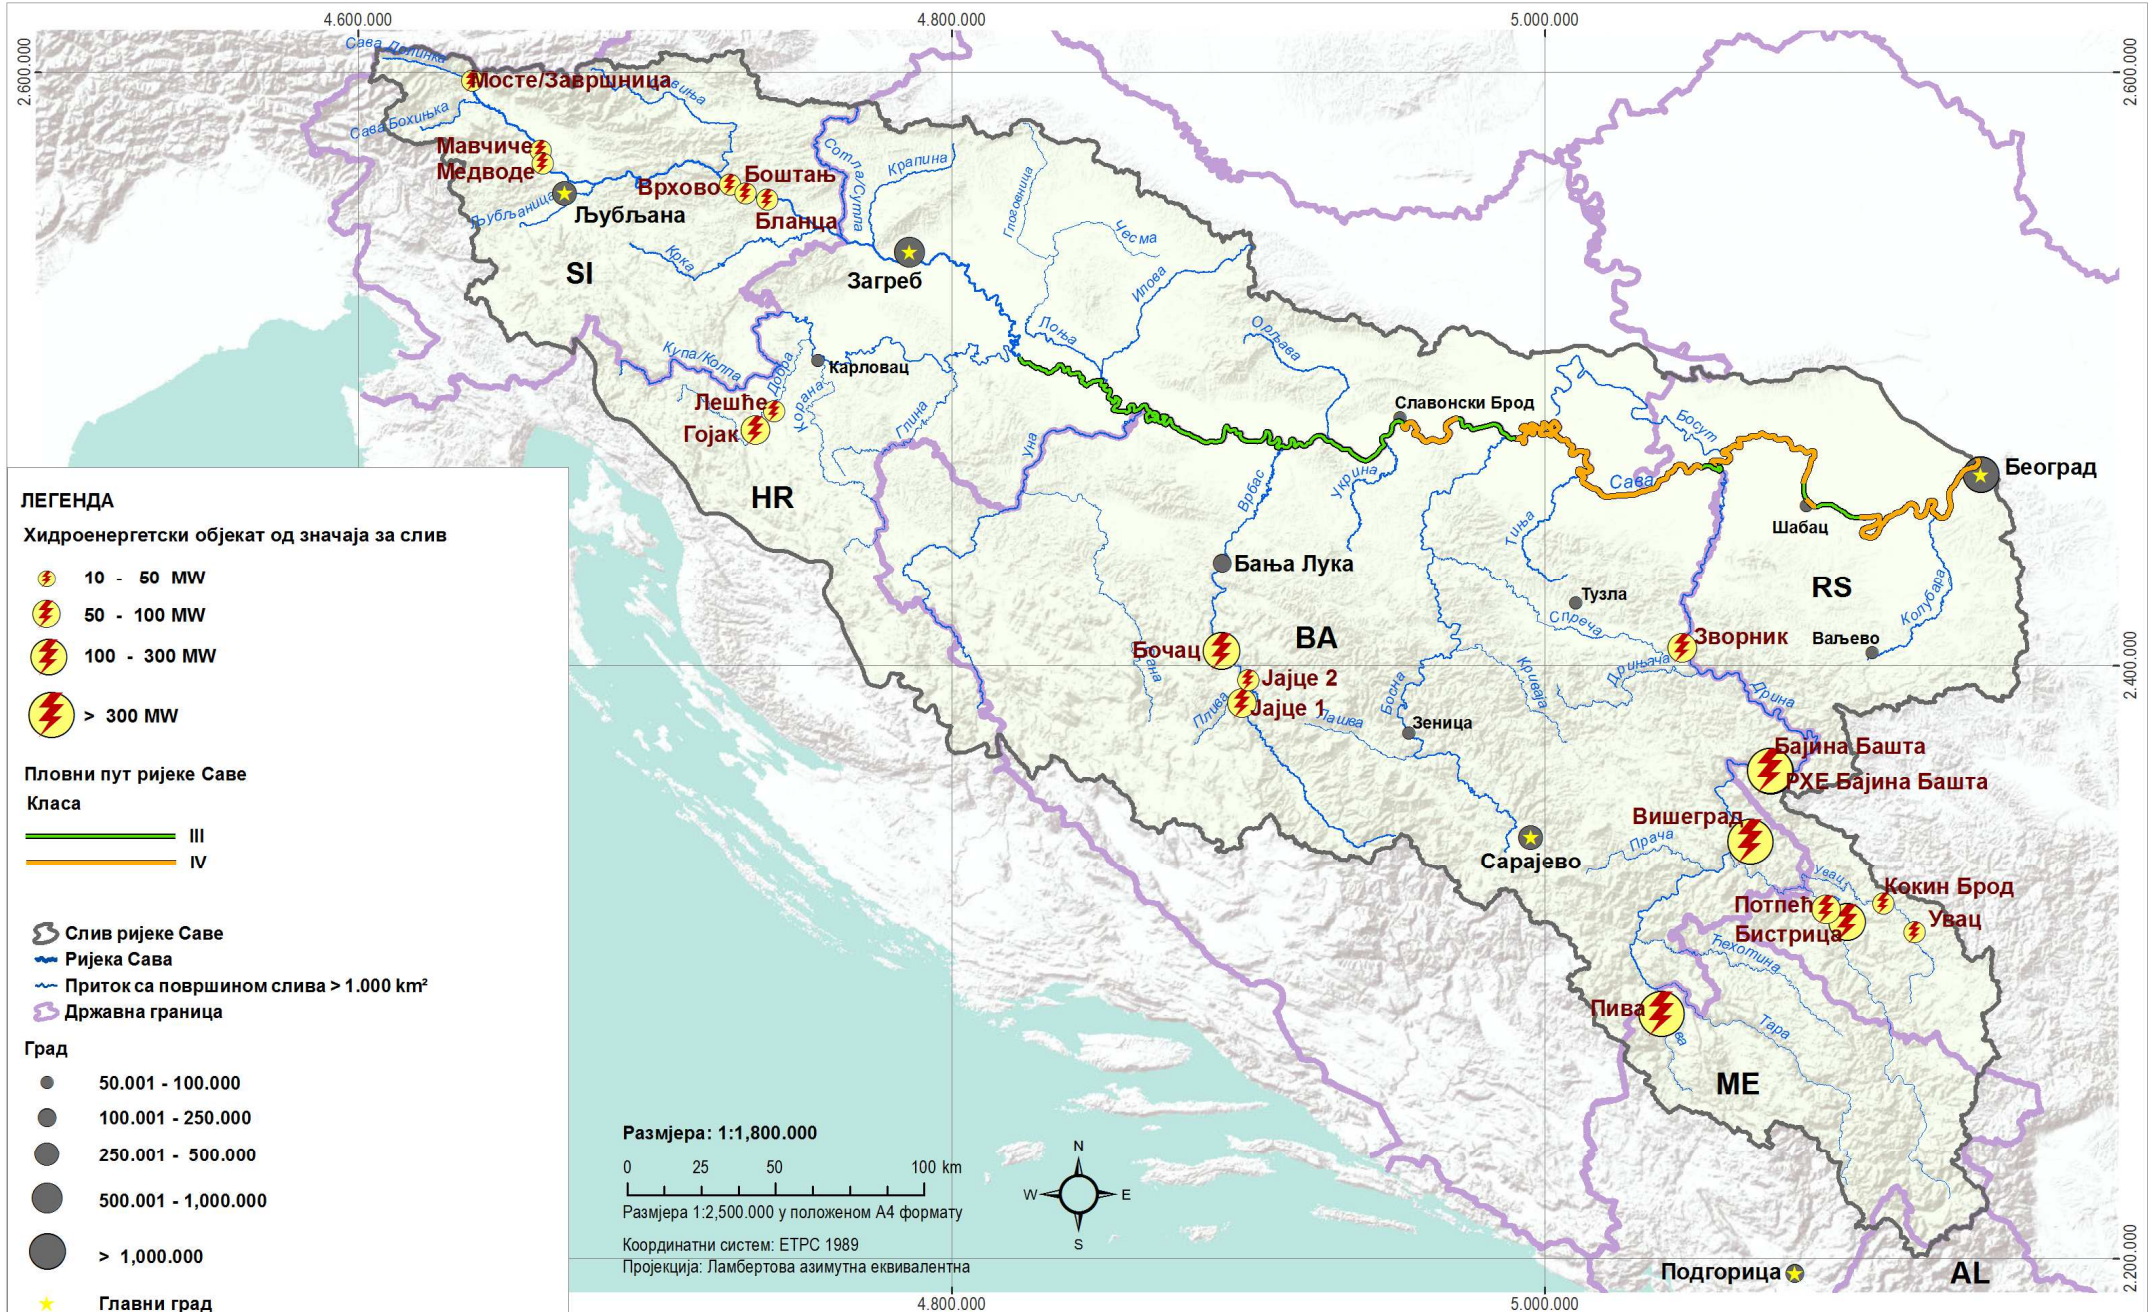 4.600.000
4.800.000
5.000.000
2.600.000
2.600.000
Сава Долинка
Мосте/Завршница
Сава Бохињка
Мавчиче
Медводе
Љубљаница
Љубљана
Врхово
Боштањ
Бланца
Крка
SI
Сотла/Сутла
Крапина
Загреб
Глоговница
Чесма
Илова
Лоња
Орљава
Купа/Колпа
Добра
Карловац
Корана
Глина
Лешће
Гојак
HR
Уна
Врбас
Укрина
Славонски Брод
Босут
Сава
Београд
Шабац
Тиња
Бања Лука
Тузла
Спреча
RS
Колубара
Ваљево
BA
Бочац
Јајце 2
Јајце 1
Плива
Лашва
Босна
Зеница
Криваја
Дрињача
Зворник
Дрина
2.400.000
Бајина Башта
РХЕ Бајина Башта
Вишеград
Прача
Сарајево
Увац
Кокин Брод
Потпећ
Увац
Бистрица
Ћехотина
Пива
Тара
ME
Подгорица
AL
2.200.000
ЛЕГЕНДА
Хидроенергетски објекат од значаја за слив
10 - 50 MW
50 - 100 MW
100 - 300 MW
> 300 MW
Пловни пут ријеке Саве
Класа
III
IV
Слив ријеке Саве
Ријека Сава
Приток са површином слива > 1.000 km²
Државна граница
Град
50.001 - 100.000
100.001 - 250.000
250.001 - 500.000
500.001 - 1,000.000
> 1,000.000
Главни град
Размјера: 1:1,800.000
0 25 50 100 km
Размјера 1:2,500.000 у положеном А4 формату
Координатни систем: ЕТРС 1989
Пројекција: Ламбертова азимутна еквивалентна
N
W E
S
4.800.000
5.000.000